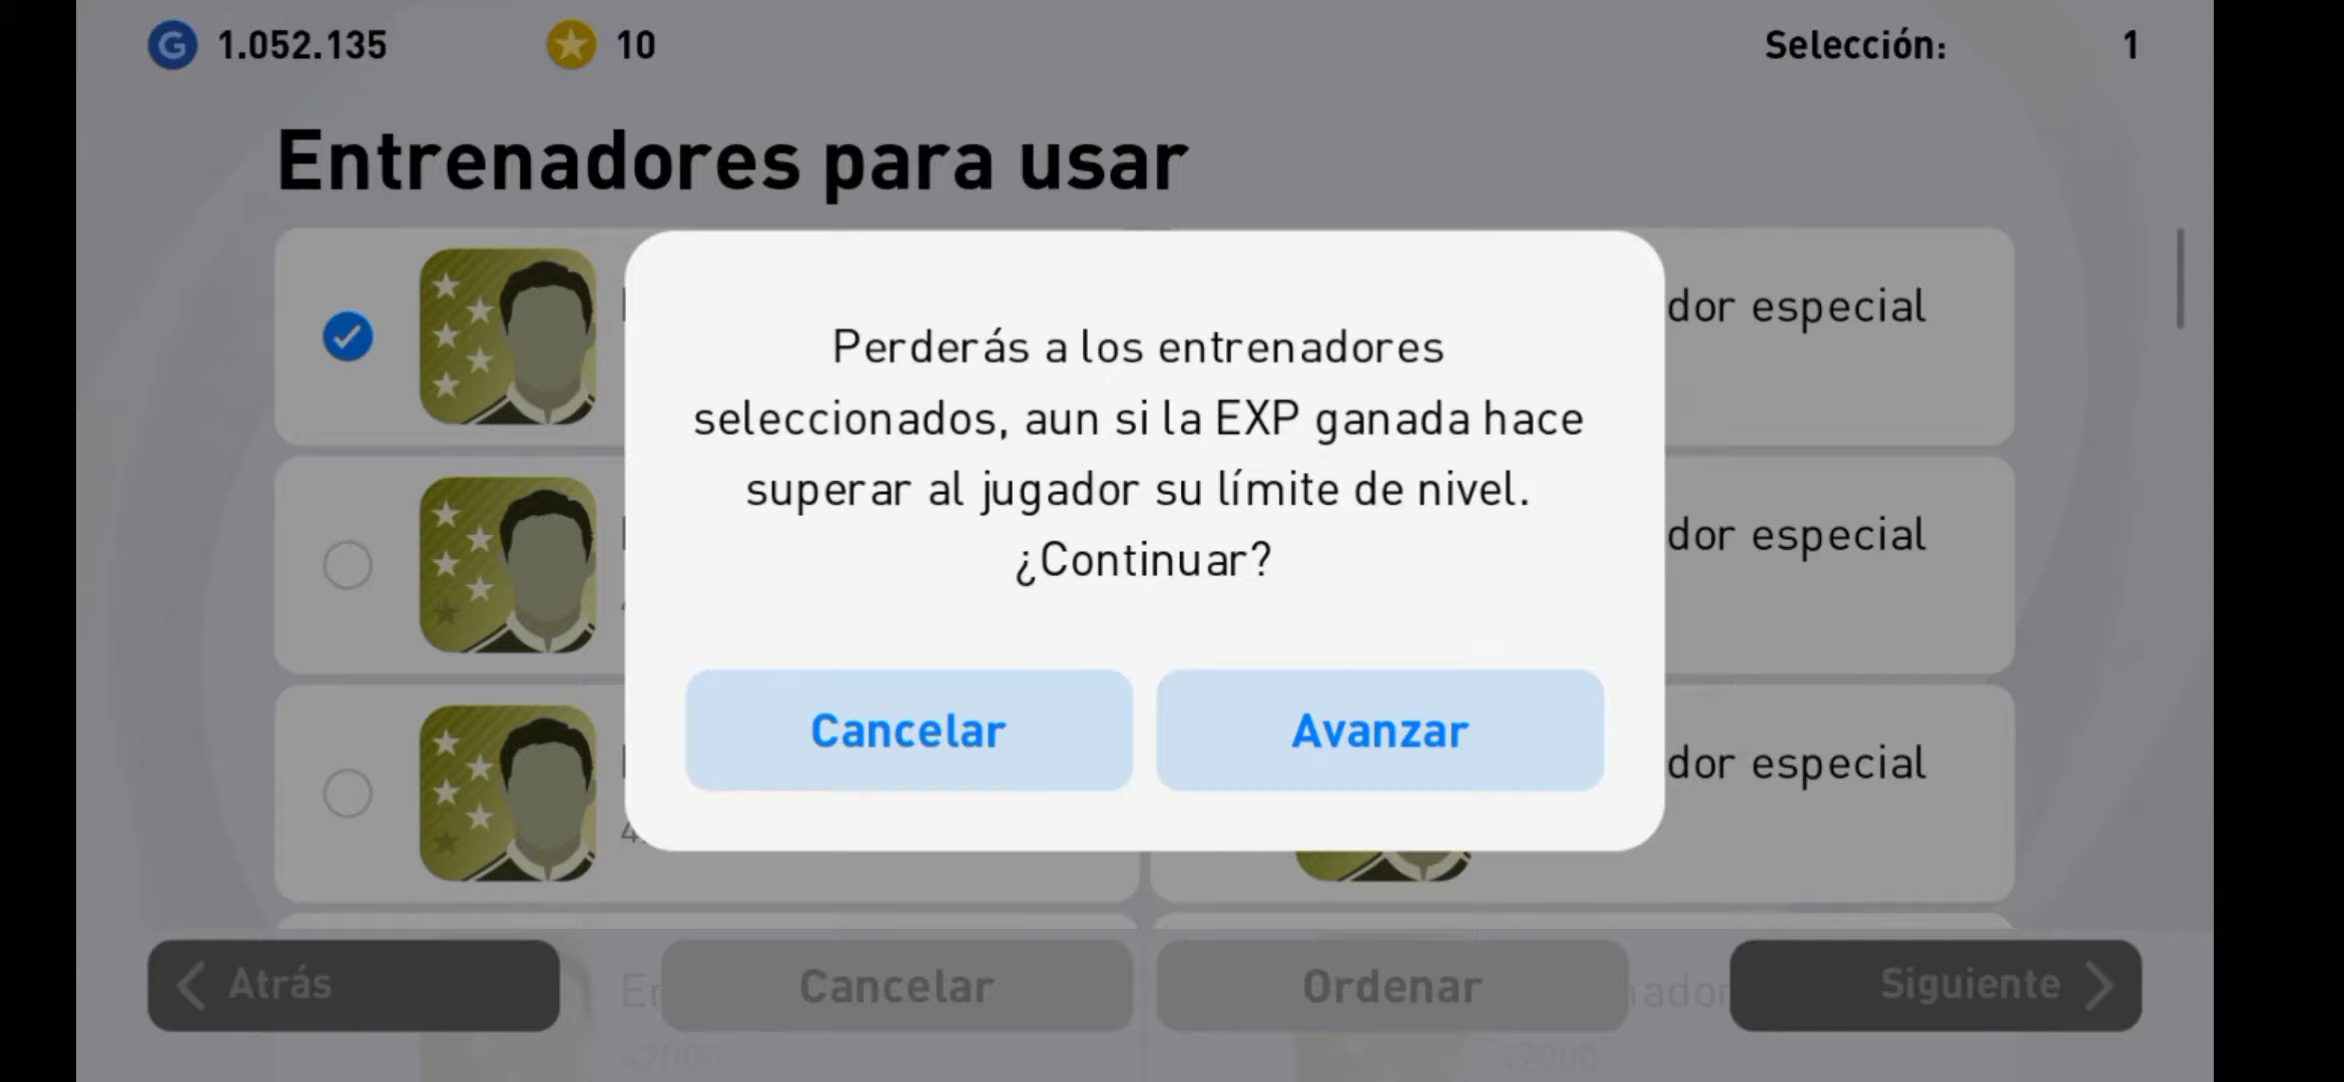 G 1.052.135 10 Selección: 1
Entrenadores para usar
dor especial
Perderás a los entrenadores
seleccionados, aun si la EXP ganada hace
superar al jugador su límite de nivel.
¿Continuar?
dor especial
Cancelar Avanzar
dor especial
Atrás Cancelar Ordenar Siguiente
42000 42000